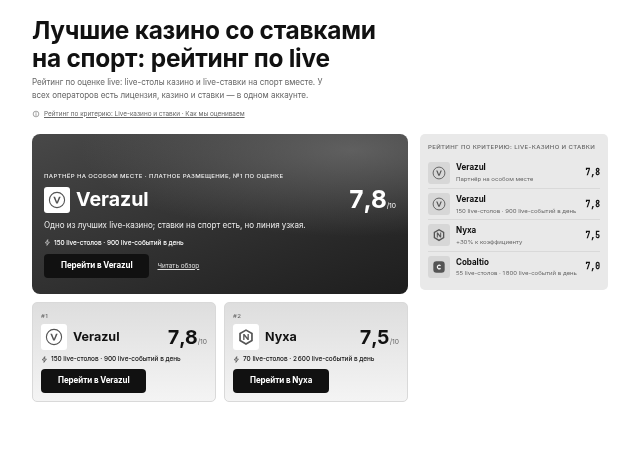 Лучшие казино со ставками
на спорт: рейтинг по live
Рейтинг по оценке live: live-столы казино и live-ставки на спорт вместе. У
всех операторов есть лицензия, казино и ставки — в одном аккаунте.
Рейтинг по критерию: Live-казино и ставки · Как мы оцениваем
ПАРТНЁР НА ОСОБОМ МЕСТЕ · ПЛАТНОЕ РАЗМЕЩЕНИЕ, №1 ПО ОЦЕНКЕ
Verazul
7,8/10
Одно из лучших live-казино; ставки на спорт есть, но линия узкая.
150 live-столов · 900 live-событий в день
Перейти в Verazul
Читать обзор
#1
Verazul
7,8/10
150 live-столов · 900 live-событий в день
Перейти в Verazul
#2
Nyxa
7,5/10
70 live-столов · 2 600 live-событий в день
Перейти в Nyxa
РЕЙТИНГ ПО КРИТЕРИЮ: LIVE-КАЗИНО И СТАВКИ
Verazul
Партнёр на особом месте
7,8
Verazul
150 live-столов · 900 live-событий в день
7,8
Nyxa
+30% к коэффициенту
7,5
Cobaltio
55 live-столов · 1 800 live-событий в день
7,0